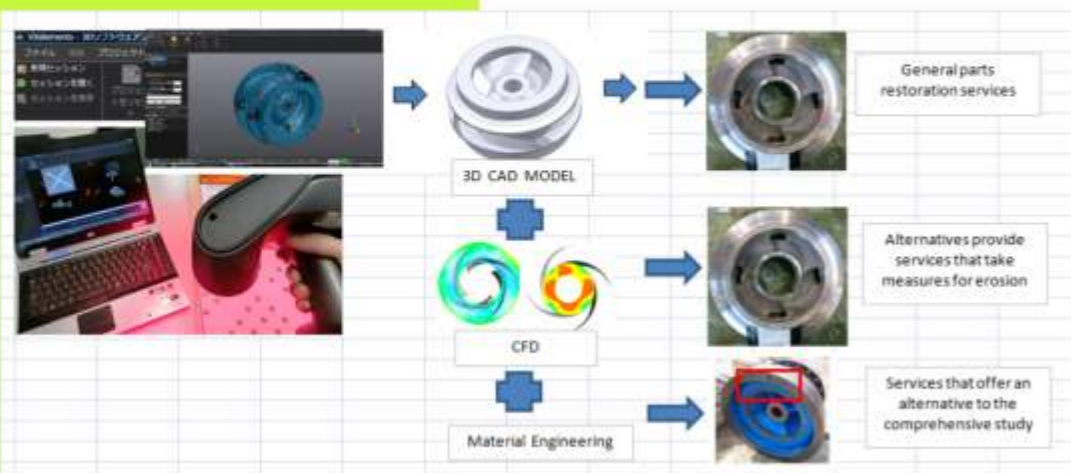 ファイル
3D CAD MODEL
CFD
Material Engineering
General parts
restoration services
Alternatives provide
services that take
measures for erosion
Services that offer an
alternative to the
comprehensive study